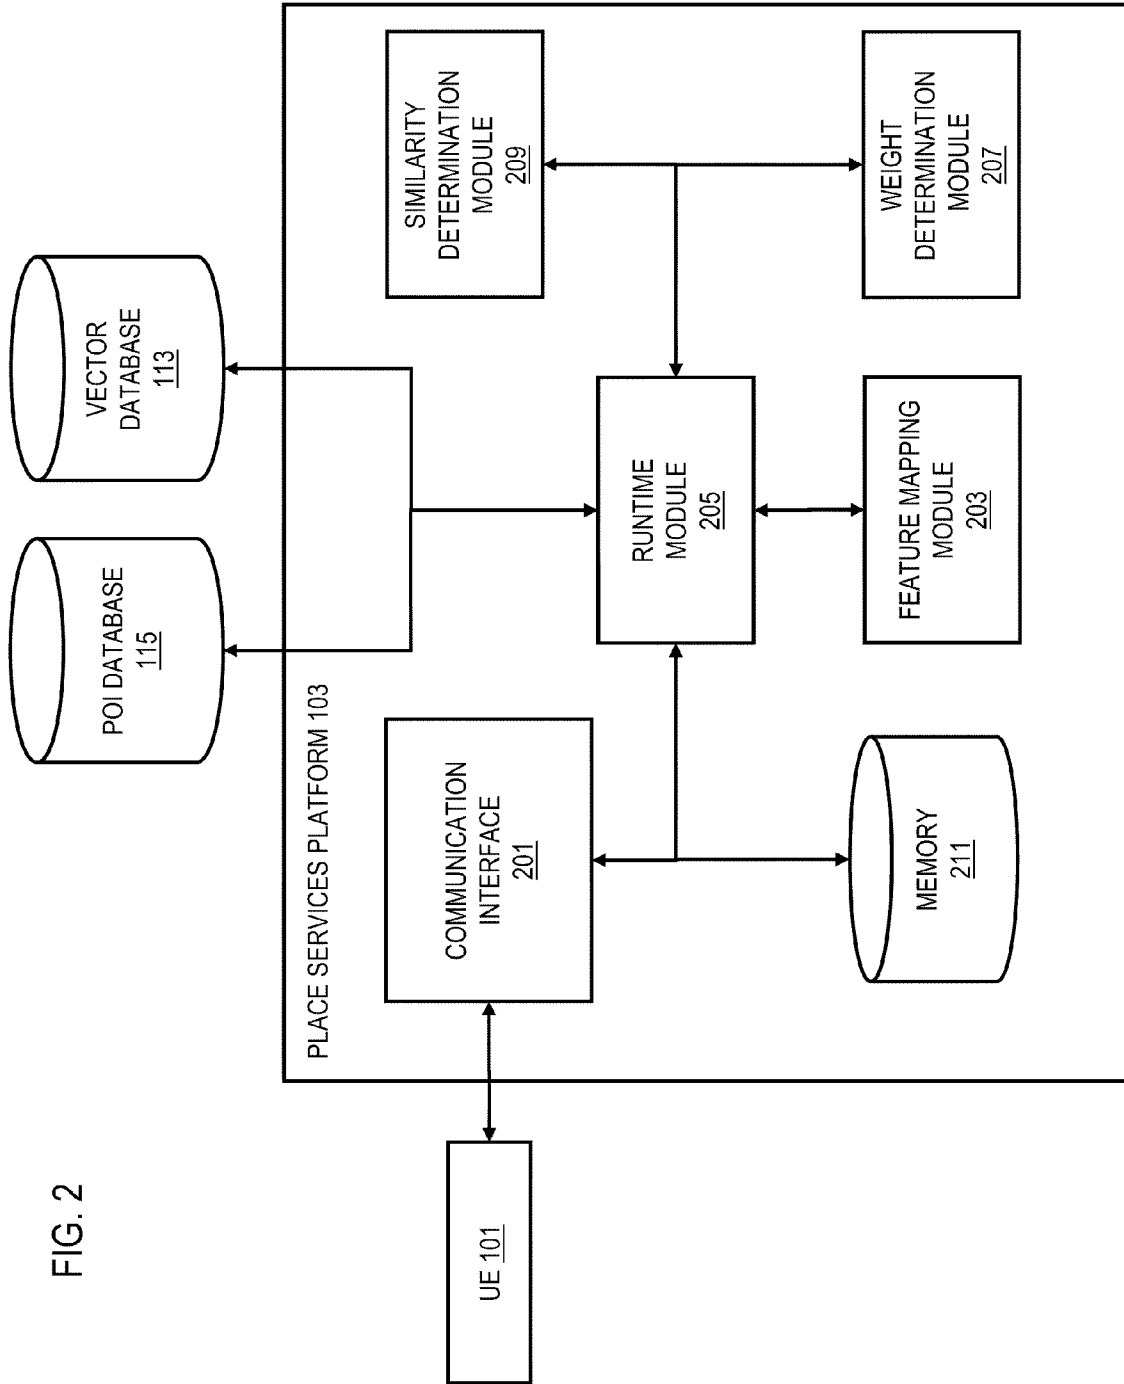 FIG. 2
POI DATABASE
115
VECTOR
DATABASE
113
PLACE SERVICES PLATFORM 103
UE 101
COMMUNICATION
INTERFACE
201
SIMILARITY
DETERMINATION
MODULE
209
RUNTIME
MODULE
205
MEMORY
211
FEATURE MAPPING
MODULE
203
WEIGHT
DETERMINATION
MODULE
207